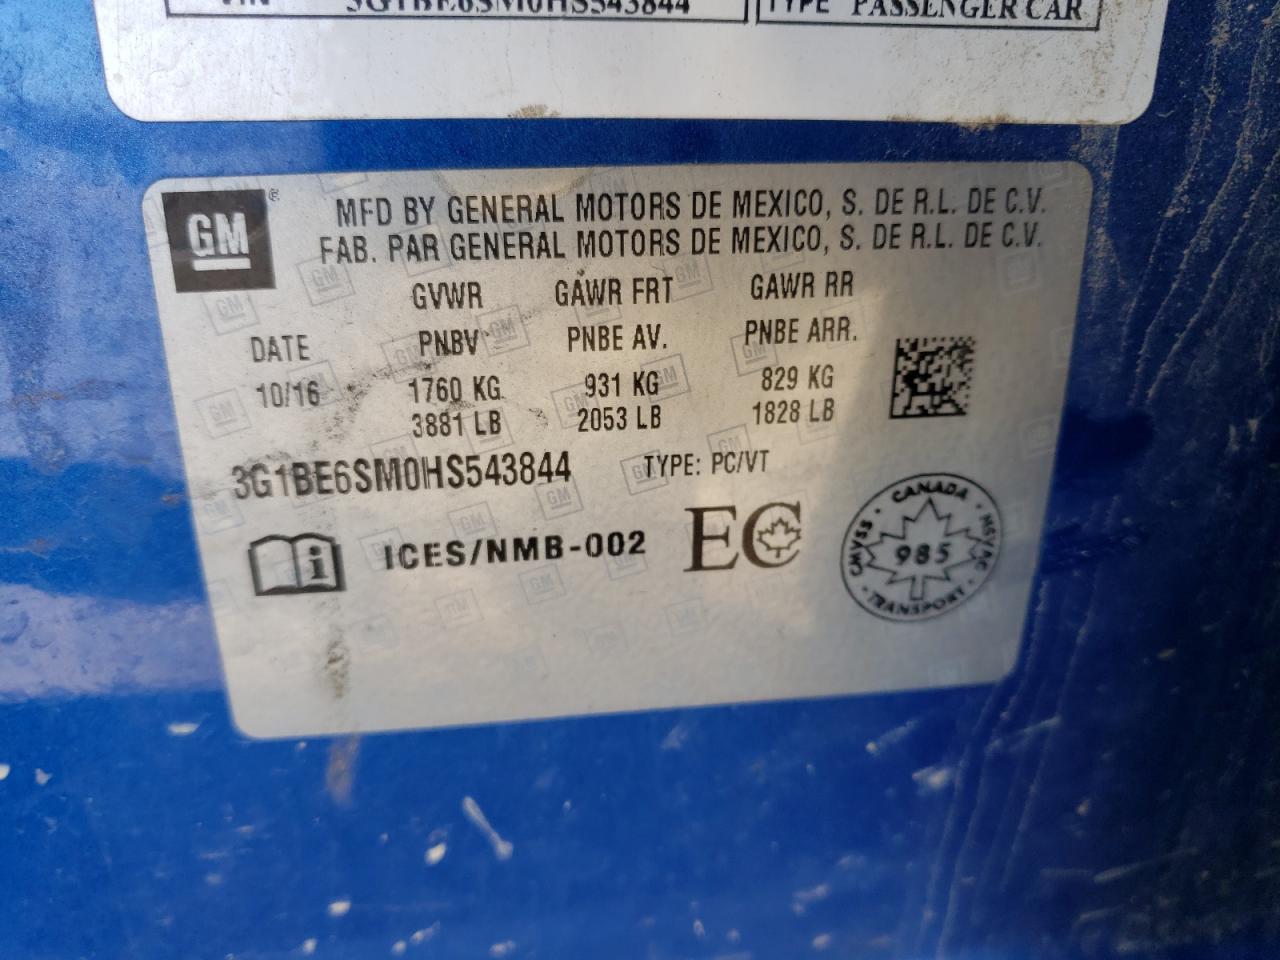 VIN 3G1BE6SM0HS543844 TYPE PASSENGER CAR
GM ®
MFD BY GENERAL MOTORS DE MEXICO, S. DE R.L. DE C.V.
FAB. PAR GENERAL MOTORS DE MEXICO, S. DE R.L. DE C.V.
GVWR GAWR FRT GAWR RR
DATE PNBV PNBE AV. PNBE ARR.
10/16 1760 KG 931 KG 829 KG
3881 LB 2053 LB 1828 LB
3G1BE6SM0HS543844 TYPE: PC/VT
i ICES/NMB-002 EC
CANADA
CMVSS 985 NSVAC
TRANSPORT